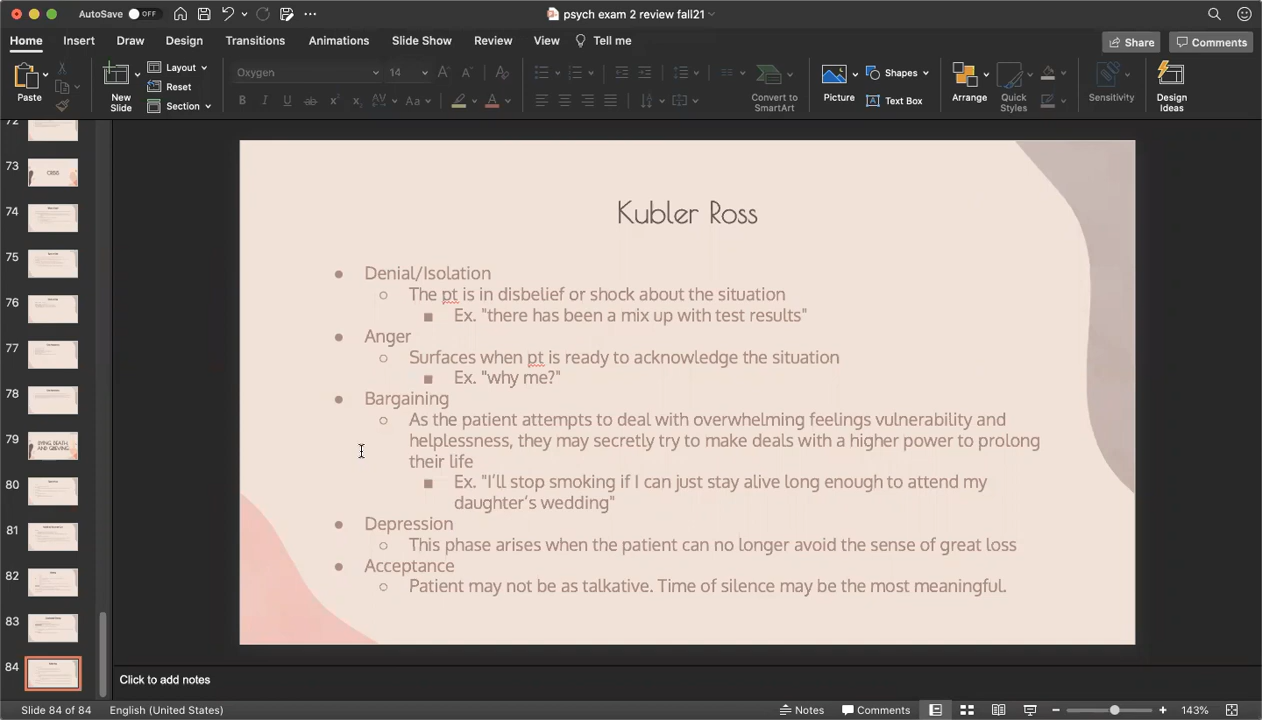 AutoSave OFF
psych exam 2 review fall21
Home Insert Draw Design Transitions Animations Slide Show Review View Tell me
Share Comments
Paste
New Slide
Layout
Reset
Section
Oxygen 14
Convert to SmartArt
Picture
Shapes
Text Box
Arrange
Quick Styles
Sensitivity
Design Ideas
72
73
CRISIS
74
75
76
77
78
79
DYING, DEATH, AND GRIEVING
80
81
82
83
84
Kubler Ross
● Denial/Isolation
○ The pt is in disbelief or shock about the situation
■ Ex. "there has been a mix up with test results"
● Anger
○ Surfaces when pt is ready to acknowledge the situation
■ Ex. "why me?"
● Bargaining
○ As the patient attempts to deal with overwhelming feelings vulnerability and
helplessness, they may secretly try to make deals with a higher power to prolong
their life
■ Ex. "I’ll stop smoking if I can just stay alive long enough to attend my
daughter’s wedding"
● Depression
○ This phase arises when the patient can no longer avoid the sense of great loss
● Acceptance
○ Patient may not be as talkative. Time of silence may be the most meaningful.
Click to add notes
Slide 84 of 84 English (United States) Notes Comments 143%